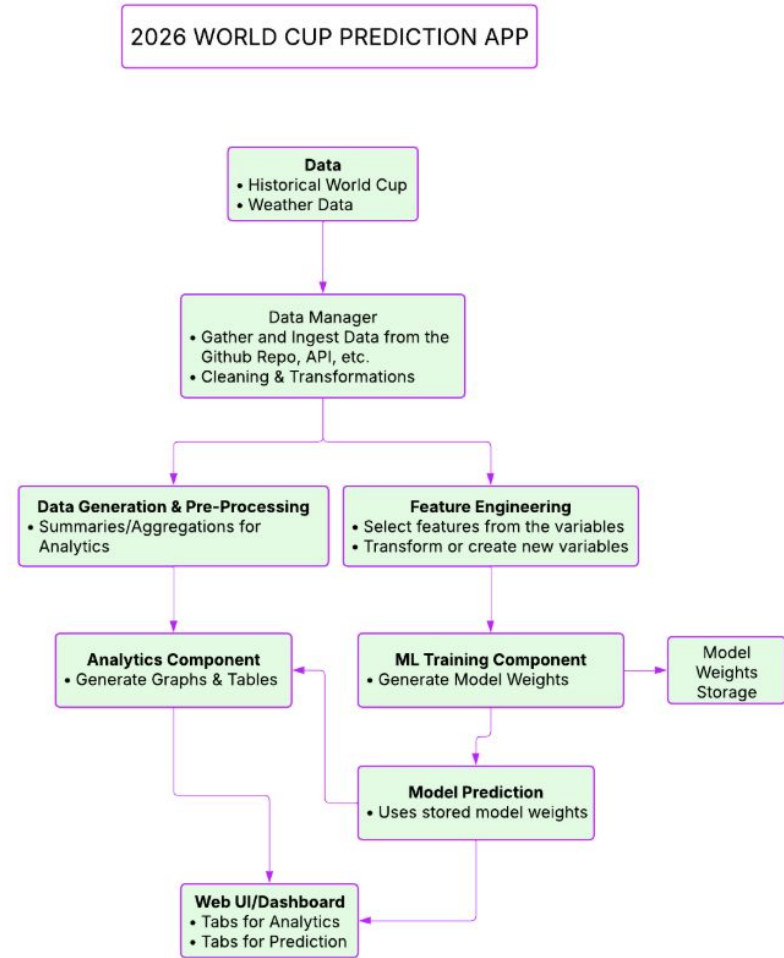 2026 WORLD CUP PREDICTION APP
Data
• Historical World Cup
• Weather Data
Data Manager
• Gather and Ingest Data from the
Github Repo, API, etc.
• Cleaning & Transformations
Data Generation & Pre-Processing
• Summaries/Aggregations for
Analytics
Feature Engineering
• Select features from the variables
• Transform or create new variables
Analytics Component
• Generate Graphs & Tables
ML Training Component
• Generate Model Weights
Model
Weights
Storage
Model Prediction
• Uses stored model weights
Web UI/Dashboard
• Tabs for Analytics
• Tabs for Prediction